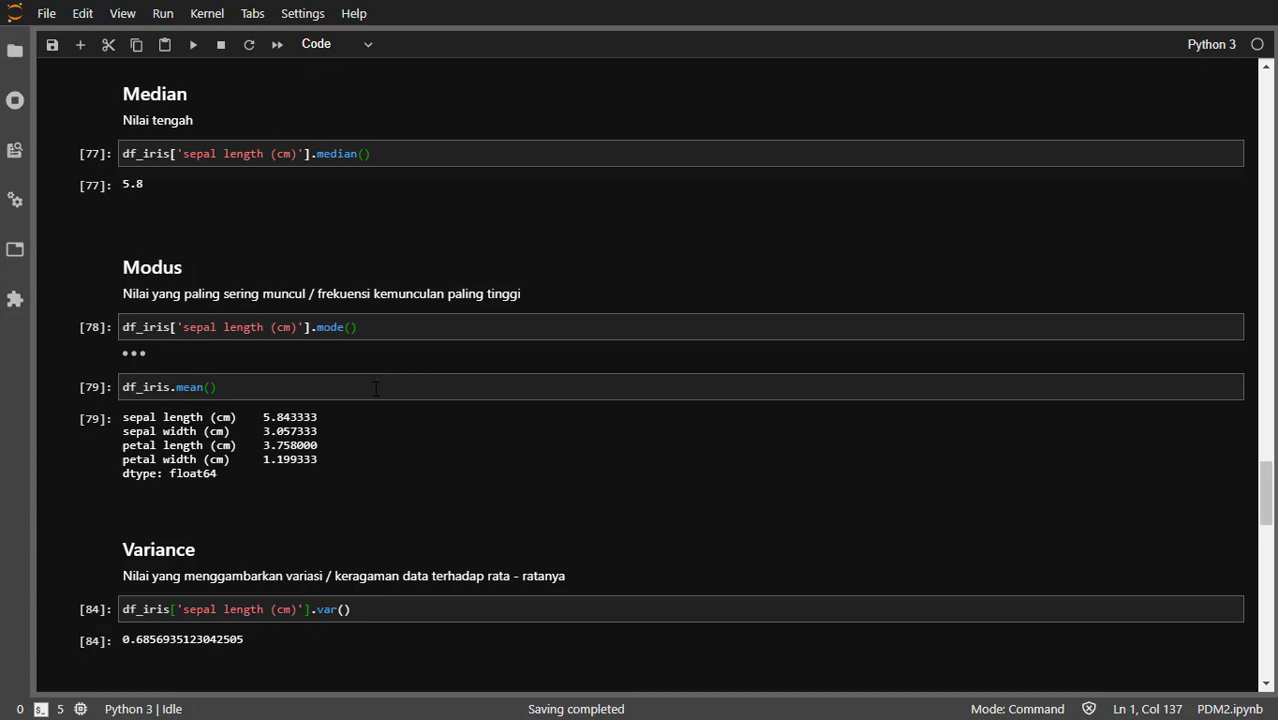 File Edit View Run Kernel Tabs Settings Help
Code Python 3
Median
Nilai tengah
[77]: df_iris['sepal length (cm)'].median()
[77]: 5.8
Modus
Nilai yang paling sering muncul / frekuensi kemunculan paling tinggi
[78]: df_iris['sepal length (cm)'].mode()
[79]: df_iris.mean()
[79]: sepal length (cm) 5.843333
sepal width (cm) 3.057333
petal length (cm) 3.758000
petal width (cm) 1.199333
dtype: float64
Variance
Nilai yang menggambarkan variasi / keragaman data terhadap rata - ratanya
[84]: df_iris['sepal length (cm)'].var()
[84]: 0.6856935123042505
0 $_ 5 Python 3 | Idle Saving completed Mode: Command Ln 1, Col 137 PDM2.ipynb